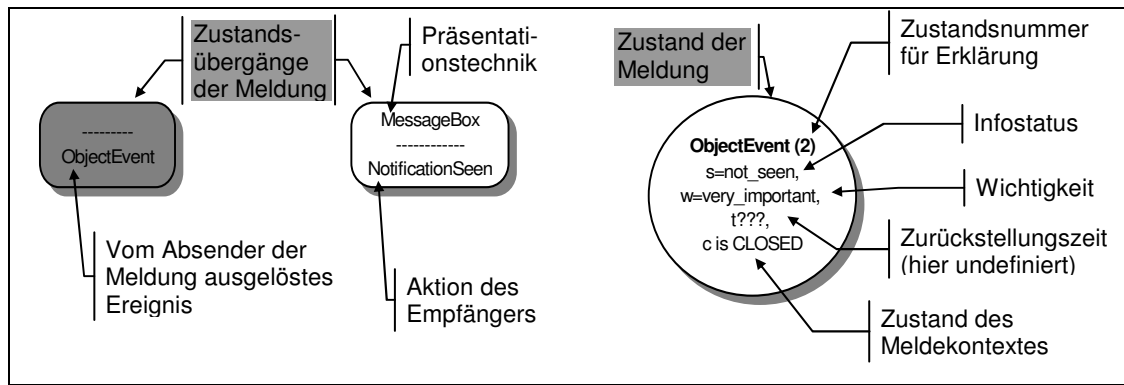 Zustands-
übergänge
der Meldung
Präsentati-
onstechnik
---------
ObjectEvent
MessageBox
------------
NotificationSeen
Vom Absender der
Meldung ausgelöstes
Ereignis
Aktion des
Empfängers
Zustand der
Meldung
Zustandsnummer
für Erklärung
ObjectEvent (2)
s=not_seen,
w=very_important,
t???,
c is CLOSED
Infostatus
Wichtigkeit
Zurückstellungszeit
(hier undefiniert)
Zustand des
Meldekontextes